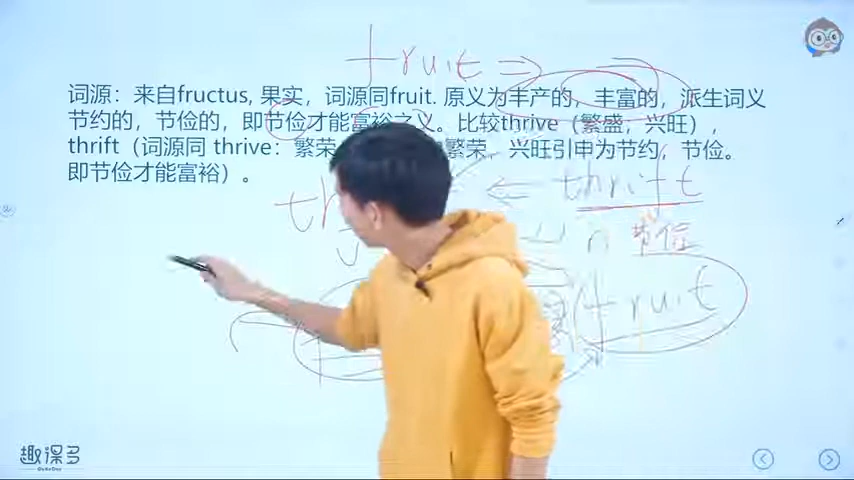 fruit
词源：来自fructus, 果实，词源同fruit. 原义为丰产的，丰富的，派生词义
节约的，节俭的，即节俭才能富裕之义。比较thrive（繁盛，兴旺），
thrift（词源同 thrive：繁荣 繁荣，兴旺引申为节约，节俭。
即节俭才能富裕）。
thrift
节俭
fruit
趣课多